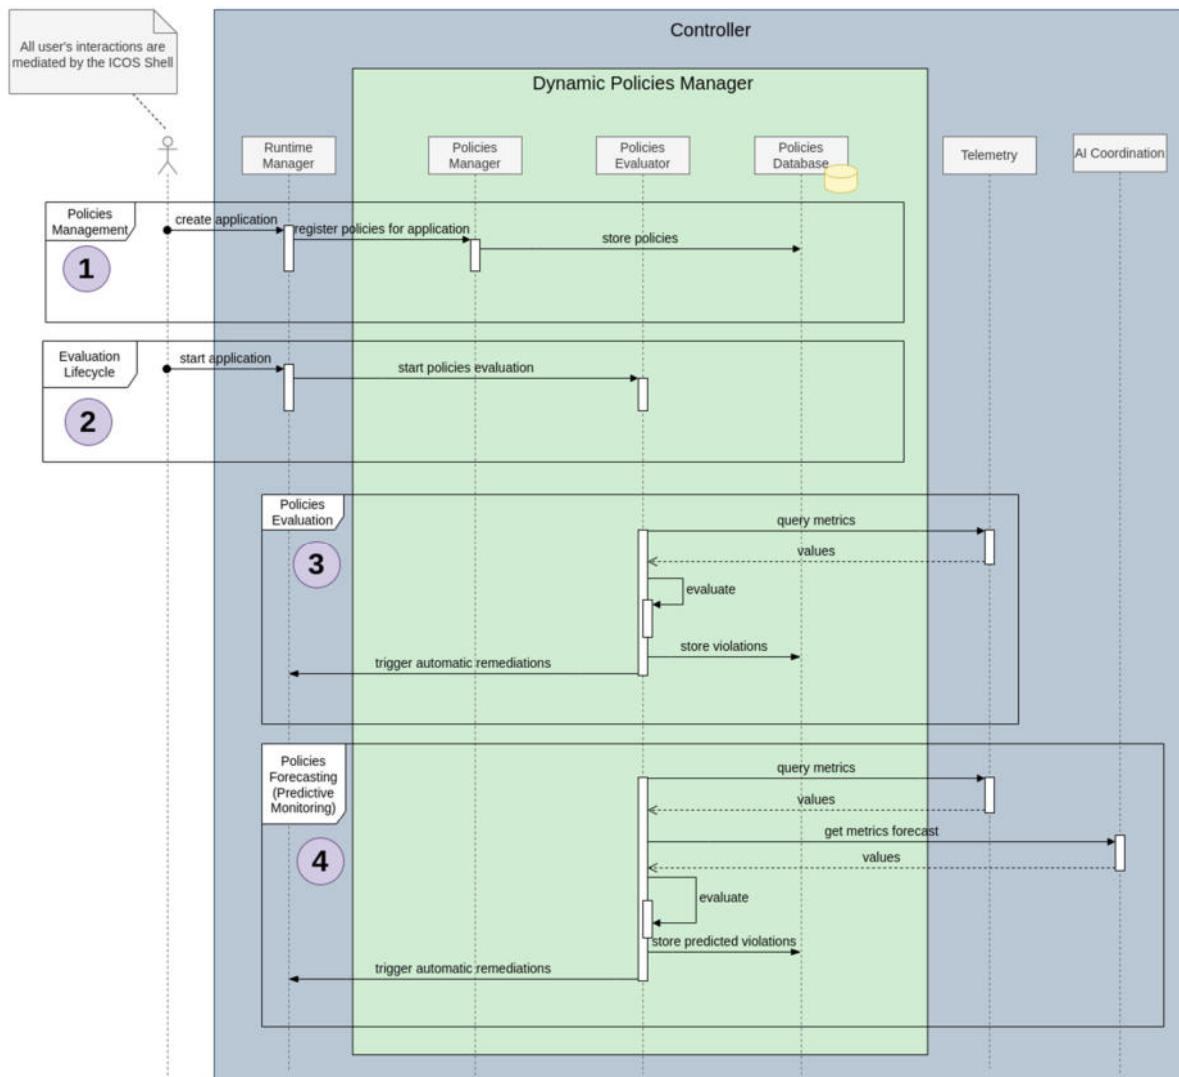 All user's interactions are
mediated by the ICOS Shell
Controller
Dynamic Policies Manager
Runtime
Manager
Policies
Manager
Policies
Evaluator
Policies
Database
Telemetry
AI Coordination
Policies
Management
1
create application
register policies for application
store policies
Evaluation
Lifecycle
2
start application
start policies evaluation
Policies
Evaluation
3
query metrics
values
evaluate
store violations
trigger automatic remediations
Policies
Forecasting
(Predictive
Monitoring)
4
query metrics
values
get metrics forecast
values
evaluate
store predicted violations
trigger automatic remediations